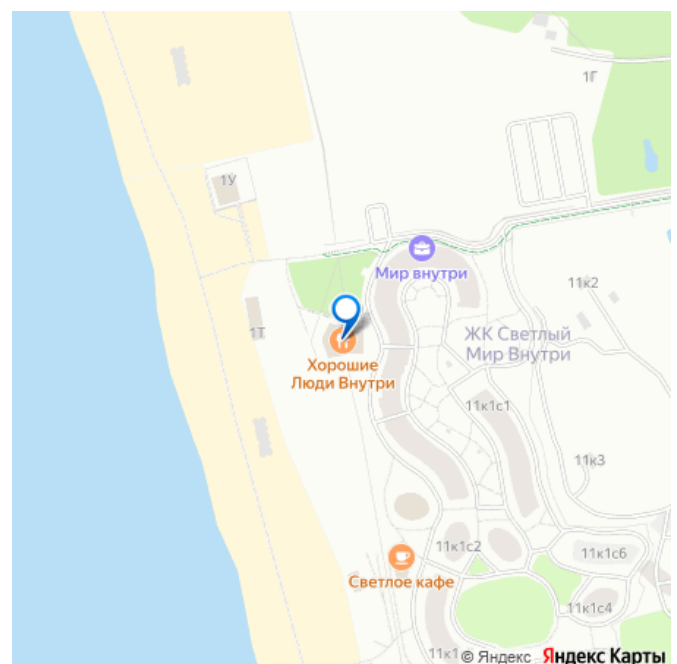 1Г
1У
Мир внутри
11к2
1Т
ЖК Светлый
Мир Внутри
Хорошие
Люди Внутри
11к1с1
11к3
11к1с2
11к1с6
Светлое кафе
11к1с4
11к1
© Яндекс Яндекс Карты